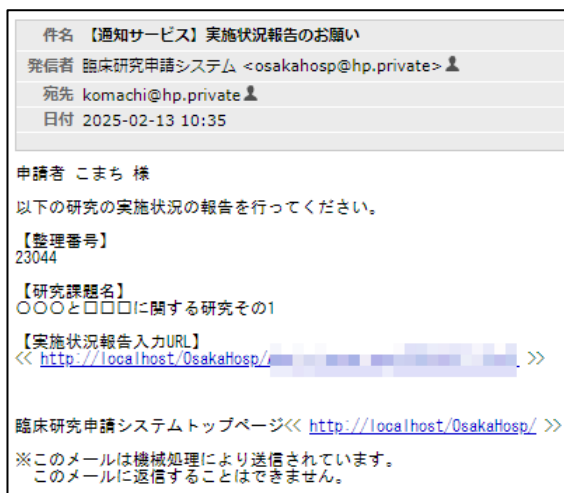 件名 【通知サービス】実施状況報告のお願い
発信者 臨床研究申請システム <osakahosp@hp.private>
宛先 komachi@hp.private
日付 2025-02-13 10:35
申請者 こまち 様
以下の研究の実施状況の報告を行ってください。
【整理番号】
23044
【研究課題名】
〇〇〇と□□□に関する研究その1
【実施状況報告入力URL】
<< http://localhost/OsakaHosp/ >>
臨床研究申請システムトップページ<< http://localhost/OsakaHosp/ >>
※このメールは機械処理により送信されています。
このメールに返信することはできません。